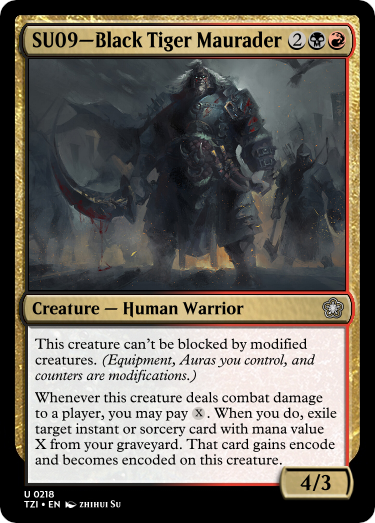 SU09—Black Tiger Maurader 2
Creature — Human Warrior
This creature can't be blocked by modified
creatures. (Equipment, Auras you control, and
counters are modifications.)
Whenever this creature deals combat damage
to a player, you may pay X. When you do, exile
target instant or sorcery card with mana value
X from your graveyard. That card gains encode
and becomes encoded on this creature.
4/3
U 0218
TZI • EN ZHIHUI SU